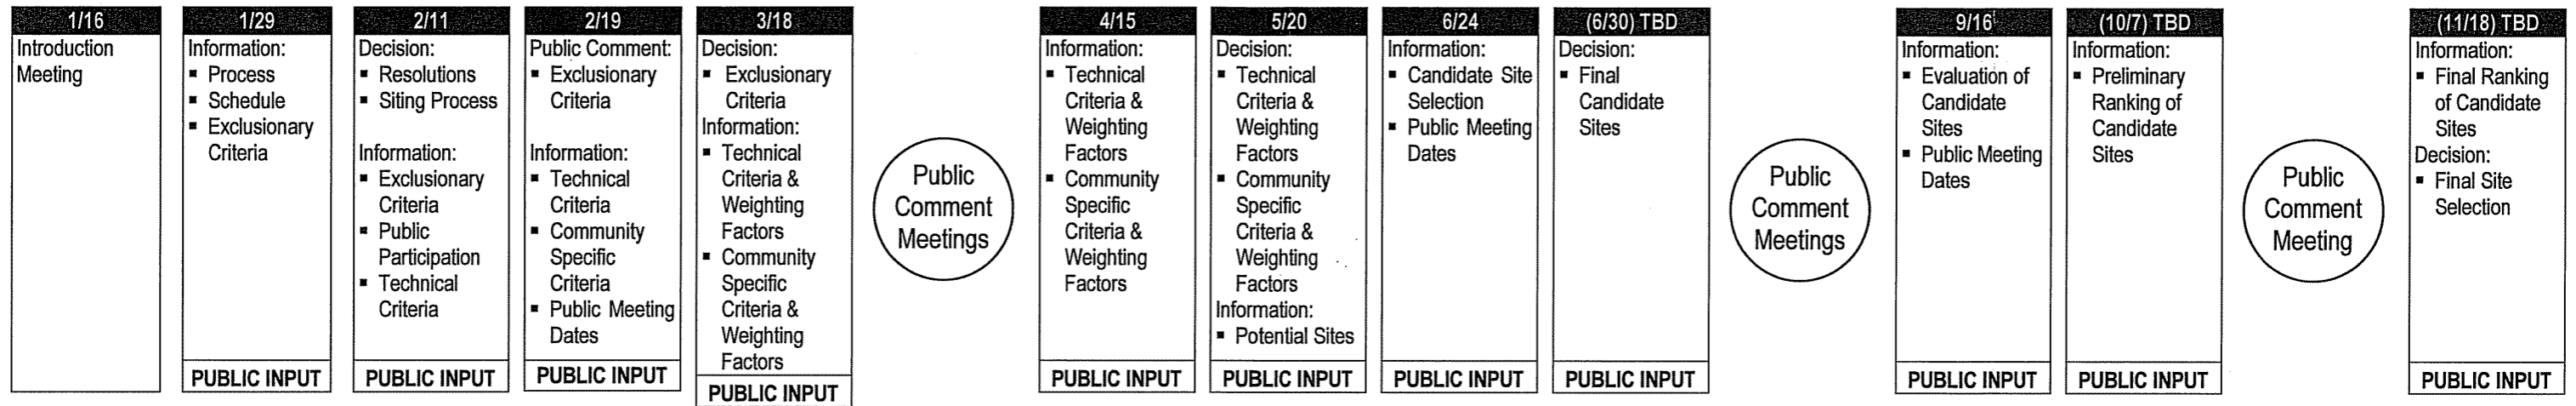 1/16
Introduction
Meeting
1/29
Information:
▪ Process
▪ Schedule
▪ Exclusionary
Criteria
PUBLIC INPUT
2/11
Decision:
▪ Resolutions
▪ Siting Process
Information:
▪ Exclusionary
Criteria
▪ Public
Participation
▪ Technical
Criteria
PUBLIC INPUT
2/19
Public Comment:
▪ Exclusionary
Criteria
Information:
▪ Technical
Criteria
▪ Community
Specific
Criteria
▪ Public Meeting
Dates
PUBLIC INPUT
3/18
Decision:
▪ Exclusionary
Criteria
Information:
▪ Technical
Criteria &
Weighting
Factors
▪ Community
Specific
Criteria &
Weighting
Factors
PUBLIC INPUT
Public
Comment
Meetings
4/15
Information:
▪ Technical
Criteria &
Weighting
Factors
▪ Community
Specific
Criteria &
Weighting
Factors
PUBLIC INPUT
5/20
Decision:
▪ Technical
Criteria &
Weighting
Factors
▪ Community
Specific
Criteria &
Weighting
Factors
Information:
▪ Potential Sites
PUBLIC INPUT
6/24
Information:
▪ Candidate Site
Selection
▪ Public Meeting
Dates
PUBLIC INPUT
(6/30) TBD
Decision:
▪ Final
Candidate
Sites
PUBLIC INPUT
Public
Comment
Meetings
9/16
Information:
▪ Evaluation of
Candidate
Sites
▪ Public Meeting
Dates
PUBLIC INPUT
(10/7) TBD
Information:
▪ Preliminary
Ranking of
Candidate
Sites
PUBLIC INPUT
Public
Comment
Meeting
(11/18) TBD
Information:
▪ Final Ranking
of Candidate
Sites
Decision:
▪ Final Site
Selection
PUBLIC INPUT